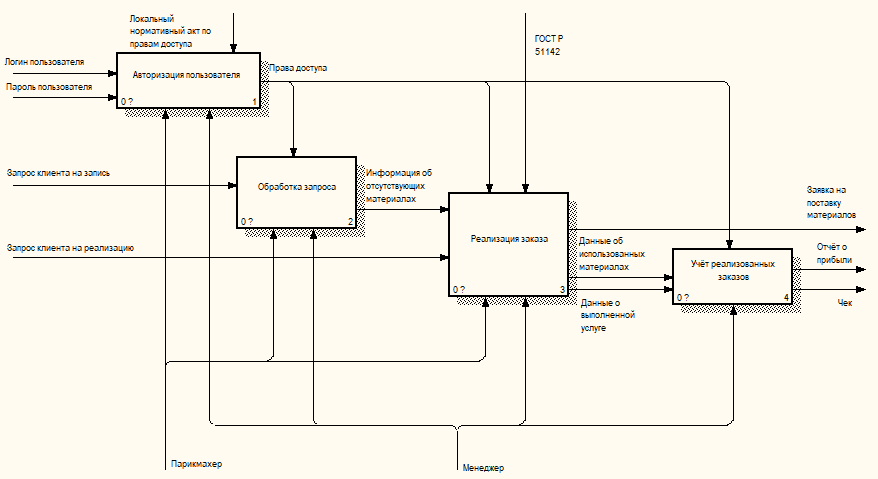 Локальный
нормативный акт по
правам доступа
ГОСТ Р
51142
Логин пользователя
Права доступа
Авторизация пользователя
Пароль пользователя
0 ?
1
Запрос клиента на запись
Информация об
отсутствующих
материалах
Обработка запроса
0 ?
2
Заявка на
поставку
материалов
Запрос клиента на реализацию
Реализация заказа
0 ?
3
Данные об
использованных
материалах
Отчёт о
прибыли
Учёт реализованных
заказов
0 ?
4
Данные о
выполненной
услуге
Чек
Парикмахер
Менеджер